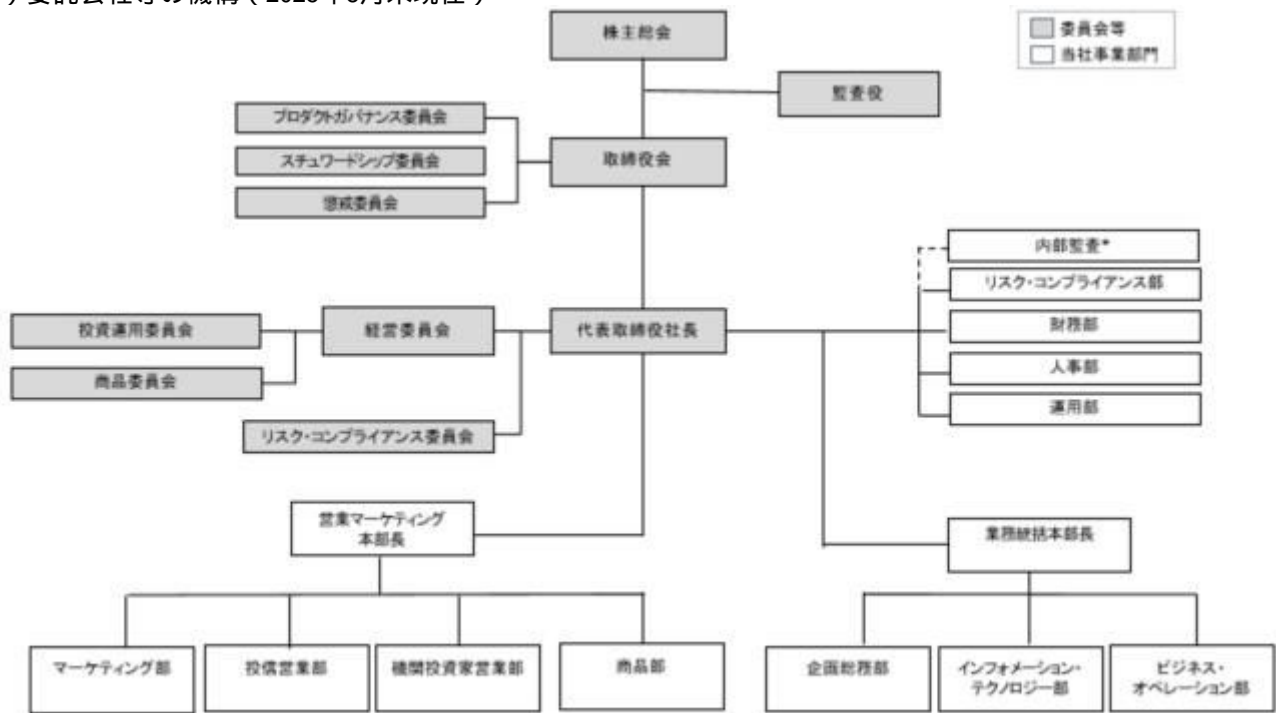 委託会社等の機構
株主総会
委員会等
当社事業部門
監査役
プロダクトガバナンス委員会
スチュワードシップ委員会
懲戒委員会
取締役会
内部監査*
リスク・コンプライアンス部
財務部
人事部
運用部
投資運用委員会
商品委員会
経営委員会
代表取締役社長
リスク・コンプライアンス委員会
営業マーケティング
本部長
業務統括本部長
マーケティング部
投信営業部
機関投資家営業部
商品部
企画総務部
インフォメーション・
テクノロジー部
ビジネス・
オペレーション部